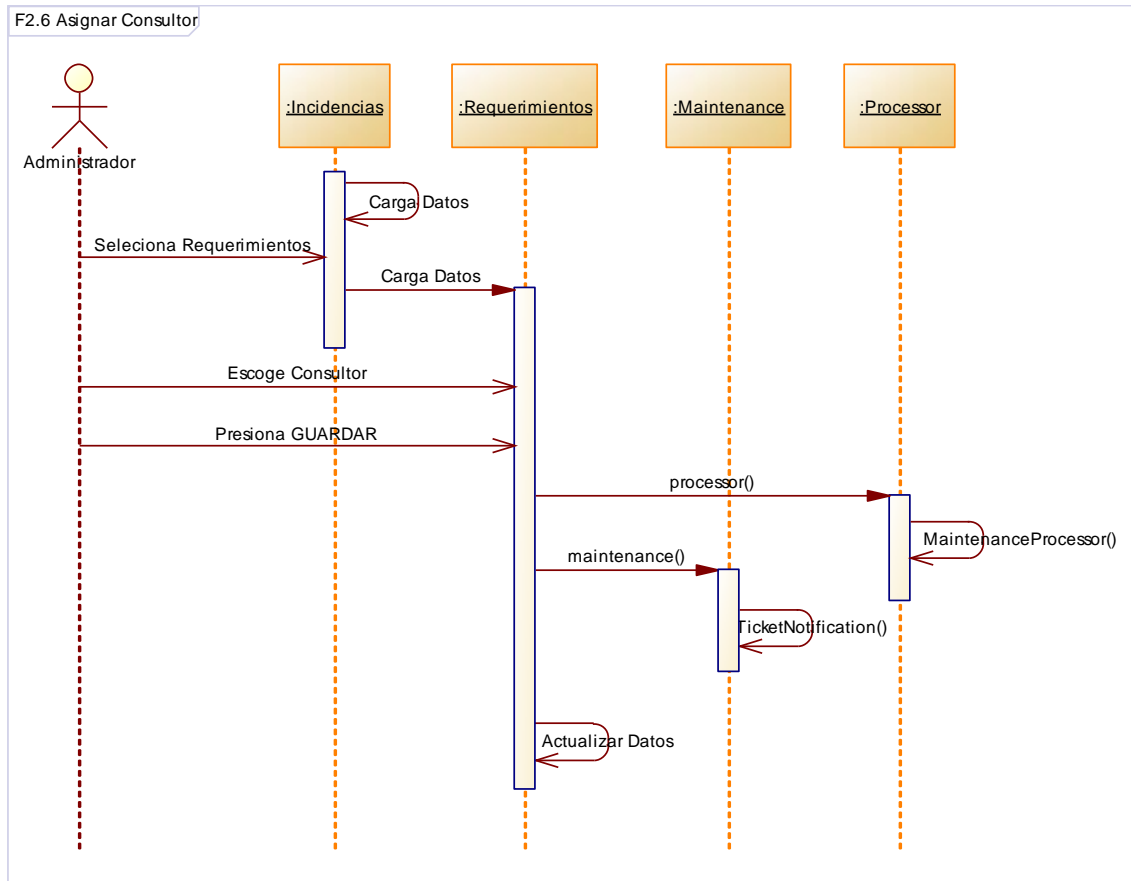 F2.6 Asignar Consultor
Administrador
:Incidencias
:Requerimientos
:Maintenance
:Processor
Carga Datos
Seleciona Requerimientos
Carga Datos
Escoge Consultor
Presiona GUARDAR
processor()
MaintenanceProcessor()
maintenance()
TicketNotification()
Actualizar Datos